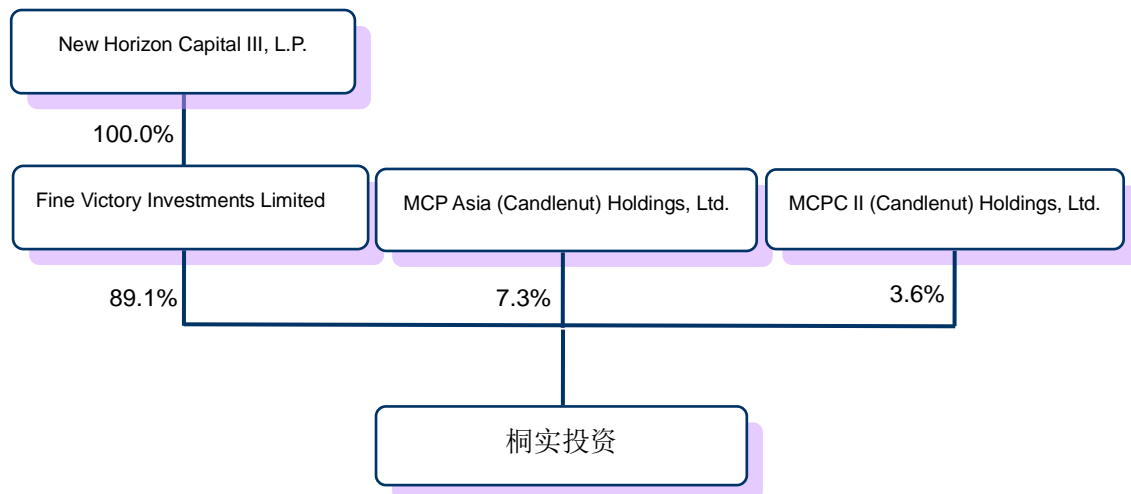 New Horizon Capital III, L.P.
100.0%
Fine Victory Investments Limited
MCP Asia (Candlenut) Holdings, Ltd.
MCPC II (Candlenut) Holdings, Ltd.
89.1%
7.3%
3.6%
桐实投资